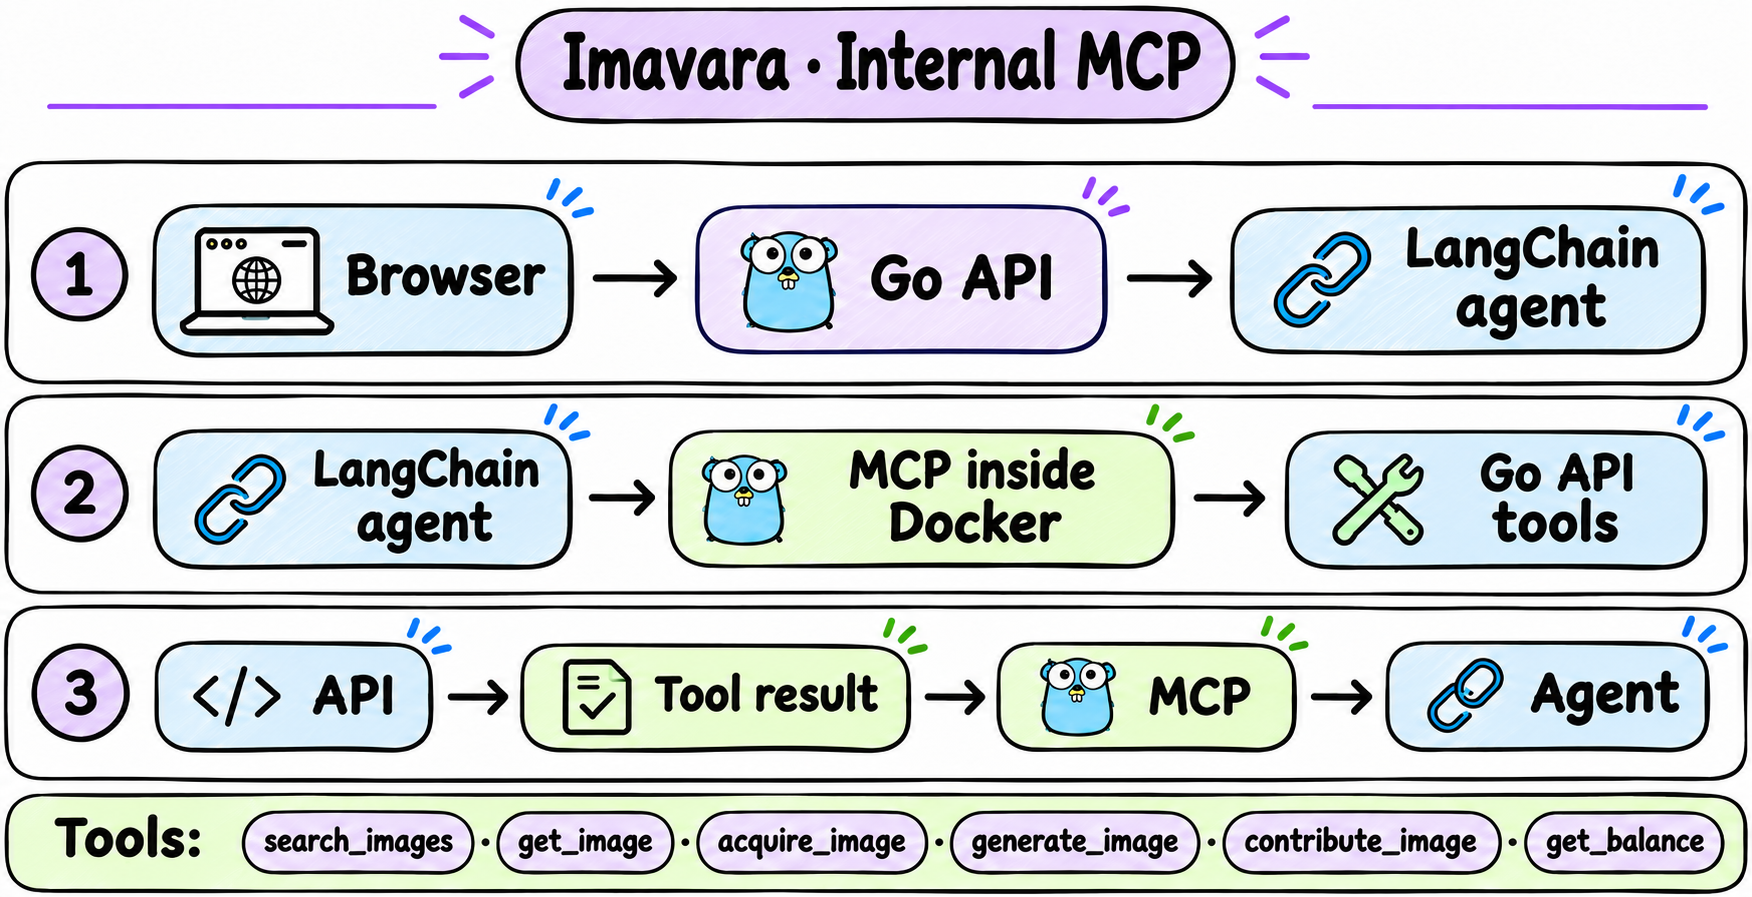 Imavara · Internal MCP
1
Browser
Go API
LangChain
agent
2
LangChain
agent
MCP inside
Docker
Go API
tools
3
</> API
Tool result
MCP
Agent
Tools: search_images · get_image · acquire_image · generate_image · contribute_image · get_balance